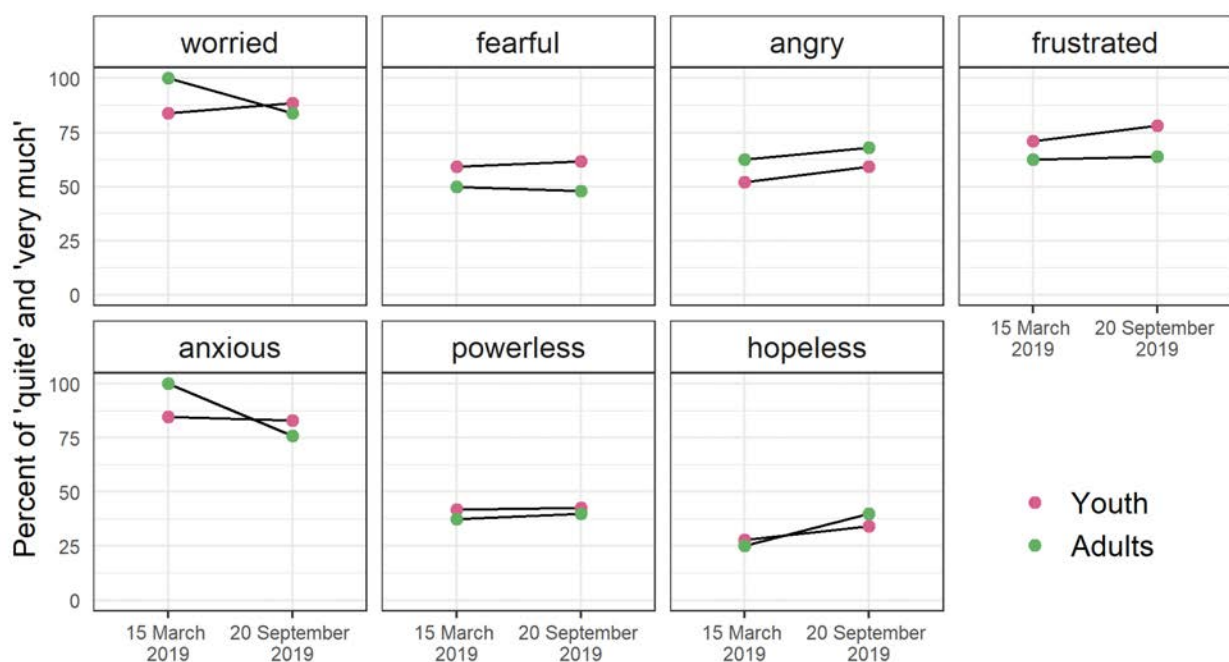 Percent of 'quite' and 'very much'
worried
fearful
angry
frustrated
100
75
50
25
0
15 March
2019
20 September
2019
anxious
powerless
hopeless
100
75
50
25
0
Youth
Adults
15 March
2019
20 September
2019
15 March
2019
20 September
2019
15 March
2019
20 September
2019